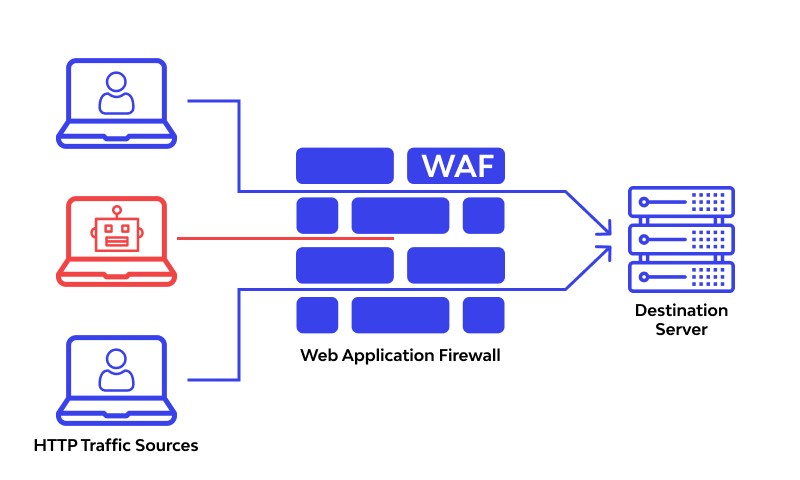 WAF
Web Application Firewall
Destination
Server
HTTP Traffic Sources